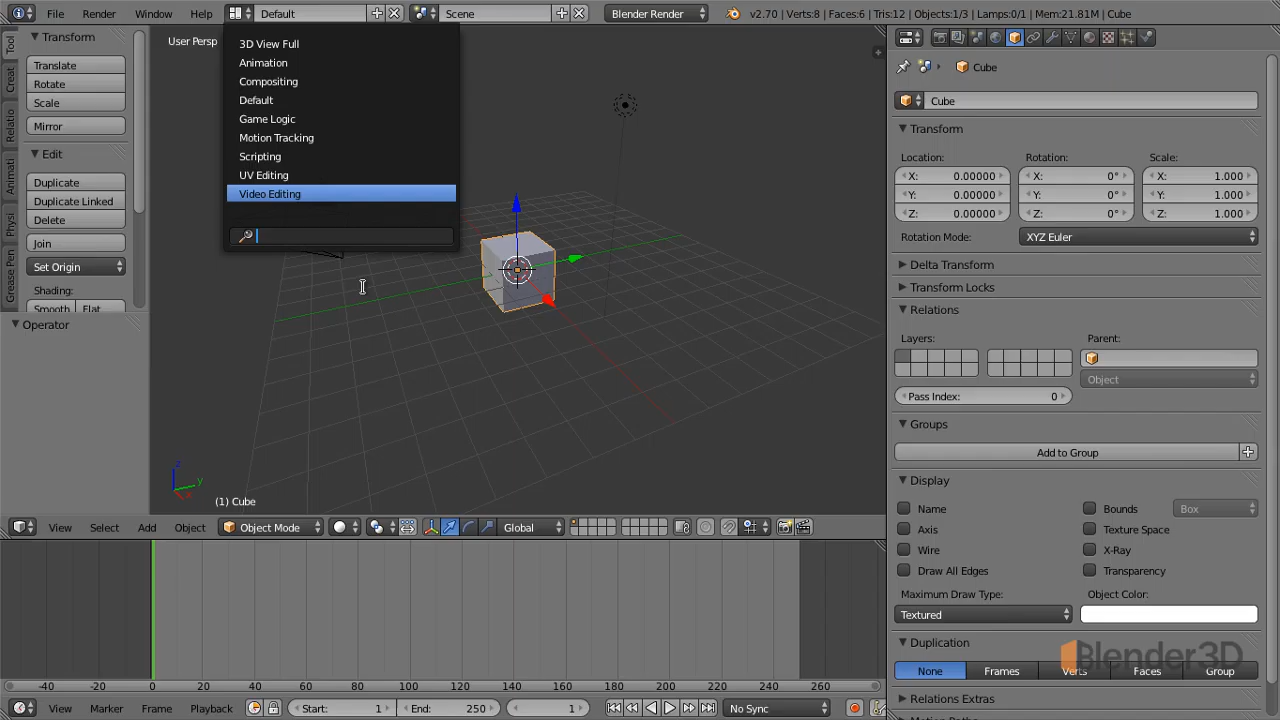 File Render Window Help Default Scene Blender Render v2.70 | Verts:8 | Faces:6 | Tris:12 | Objects:1/3 | Lamps:0/1 | Mem:21.81M | Cube
Tool
Creat
Relatio
Animati
Physi
Grease Pen
Transform
Translate
Rotate
Scale
Mirror
Edit
Duplicate
Duplicate Linked
Delete
Join
Set Origin
Shading:
Smooth Flat
Operator
User Persp
3D View Full
Animation
Compositing
Default
Game Logic
Motion Tracking
Scripting
UV Editing
Video Editing
z
y
x
(1) Cube
View Select Add Object Object Mode Global
-40 -20 0 20 40 60 80 100 120 140 160 180 200 220 240 260
View Marker Frame Playback Start: 1 End: 250 1 No Sync
Cube
Cube
Transform
Location: Rotation: Scale:
X: 0.00000 X: 0° X: 1.000
Y: 0.00000 Y: 0° Y: 1.000
Z: 0.00000 Z: 0° Z: 1.000
Rotation Mode: XYZ Euler
Delta Transform
Transform Locks
Relations
Layers: Parent:
Object
Pass Index: 0
Groups
Add to Group
Display
Name Bounds Box
Axis Texture Space
Wire X-Ray
Draw All Edges Transparency
Maximum Draw Type: Object Color:
Textured
Duplication
None Frames Verts Faces Group
Relations Extras
Blender3D